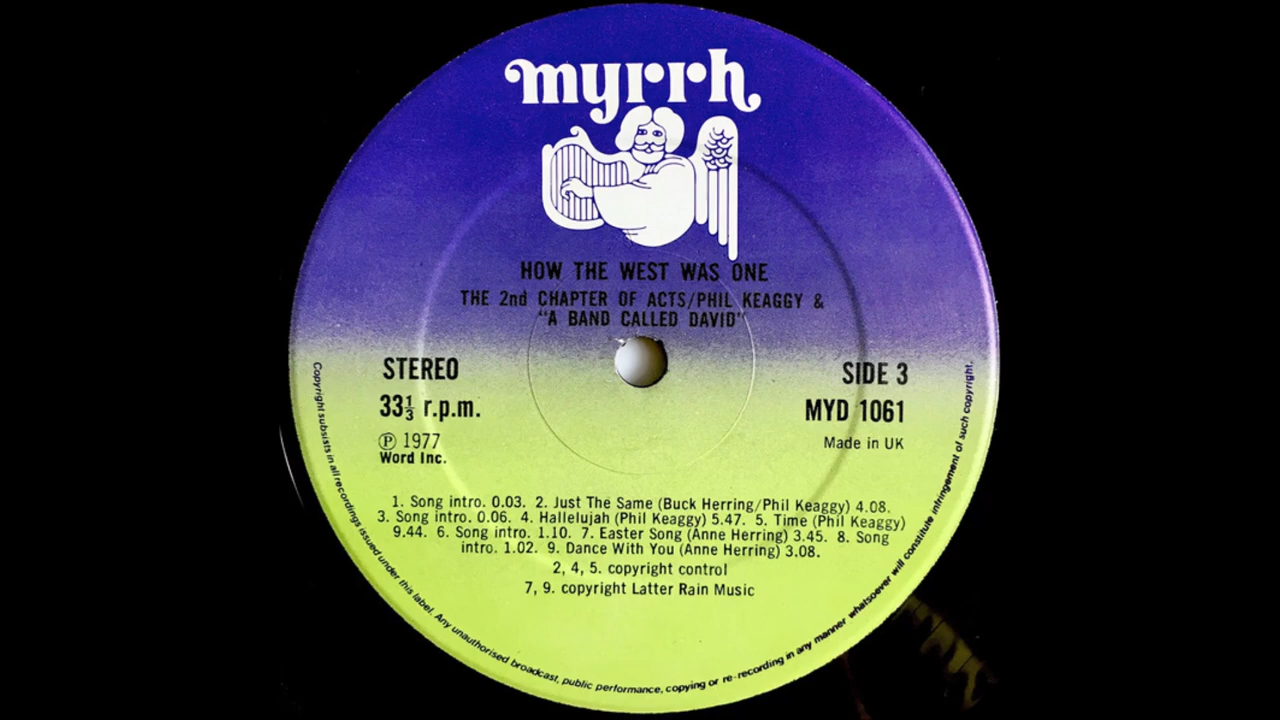 myrrh
HOW THE WEST WAS ONE
THE 2nd CHAPTER OF ACTS/PHIL KEAGGY &
"A BAND CALLED DAVID"
STEREO
SIDE 3
33⅓ r.p.m.
MYD 1061
Ⓟ 1977
Made in UK
Word Inc.
1. Song intro. 0.03. 2. Just The Same (Buck Herring/Phil Keaggy) 4.08.
3. Song intro. 0.06. 4. Hallelujah (Phil Keaggy) 5.47. 5. Time (Phil Keaggy)
9.44. 6. Song intro. 1.10. 7. Easter Song (Anne Herring) 3.45. 8. Song
intro. 1.02. 9. Dance With You (Anne Herring) 3.08.
2, 4, 5. copyright control
7, 9. copyright Latter Rain Music
Copyright subsists in all recordings issued under this label. Any unauthorised broadcast, public performance, copying or re-recording in any manner whatsoever will constitute infringement of such copyright.